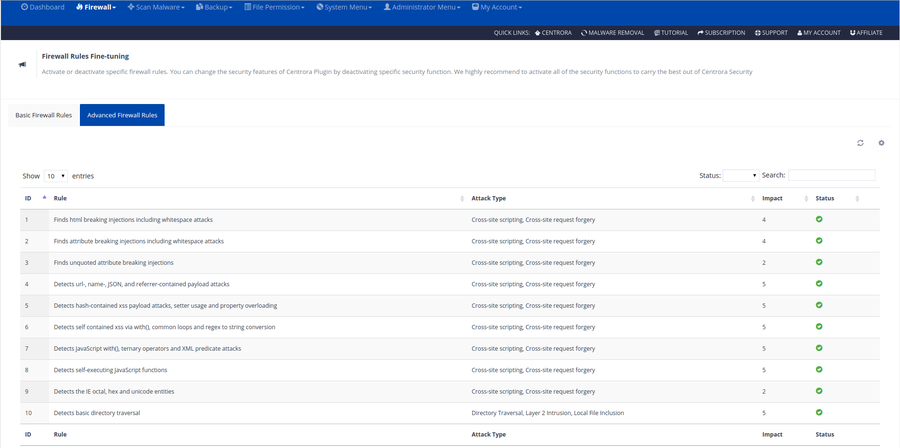 Dashboard Firewall Scan Malware Backup File Permission System Menu Administrator Menu My Account
QUICK LINKS: CENTRORA MALWARE REMOVAL TUTORIAL SUBSCRIPTION SUPPORT MY ACCOUNT AFFILIATE
Firewall Rules Fine-tuning
Activate or deactivate specific firewall rules. You can change the security features of Centrora Plugin by deactivating specific security function. We highly recommend to activate all of the security functions to carry the best out of Centrora Security
Basic Firewall Rules Advanced Firewall Rules
Show 10 entries Status: Search:
ID Rule Attack Type Impact Status
1 Finds html breaking injections including whitespace attacks Cross-site scripting, Cross-site request forgery 4
2 Finds attribute breaking injections including whitespace attacks Cross-site scripting, Cross-site request forgery 4
3 Finds unquoted attribute breaking injections Cross-site scripting, Cross-site request forgery 2
4 Detects url-, name-, JSON, and referrer-contained payload attacks Cross-site scripting, Cross-site request forgery 5
5 Detects hash-contained xss payload attacks, setter usage and property overloading Cross-site scripting, Cross-site request forgery 5
6 Detects self contained xss via with(), common loops and regex to string conversion Cross-site scripting, Cross-site request forgery 5
7 Detects JavaScript with(), ternary operators and XML predicate attacks Cross-site scripting, Cross-site request forgery 5
8 Detects self-executing JavaScript functions Cross-site scripting, Cross-site request forgery 5
9 Detects the IE octal, hex and unicode entities Cross-site scripting, Cross-site request forgery 2
10 Detects basic directory traversal Directory Traversal, Layer 2 Intrusion, Local File Inclusion 5
ID Rule Attack Type Impact Status